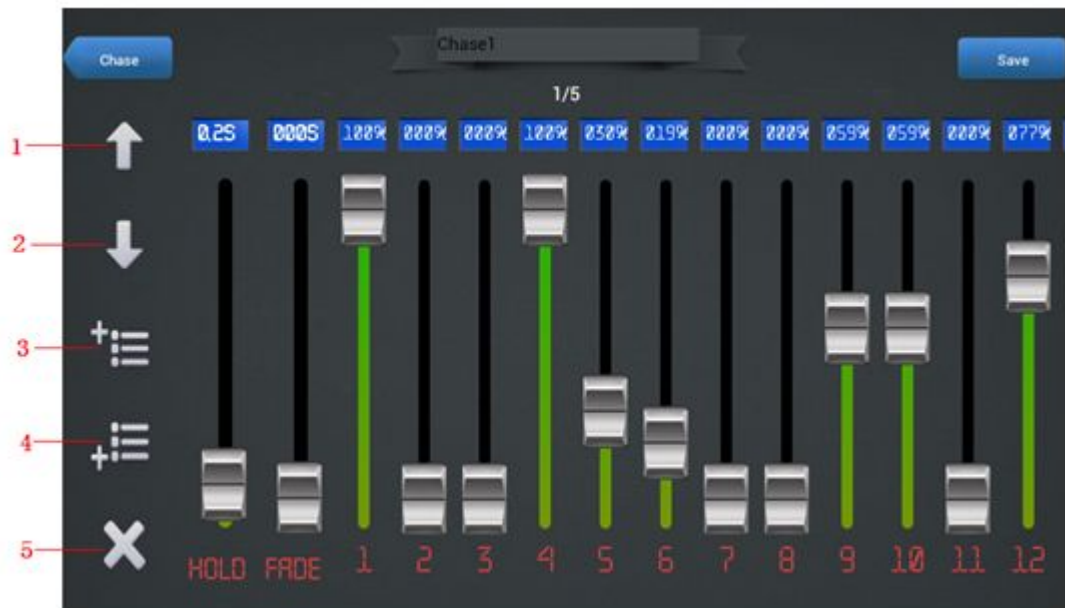 Chase
Chase1
Save
1/5
0.2S 000S 100% 000% 000% 100% 030% 019% 000% 000% 059% 059% 000% 077%
1
2
3
4
5
HOLD FADE 1 2 3 4 5 6 7 8 9 10 11 12